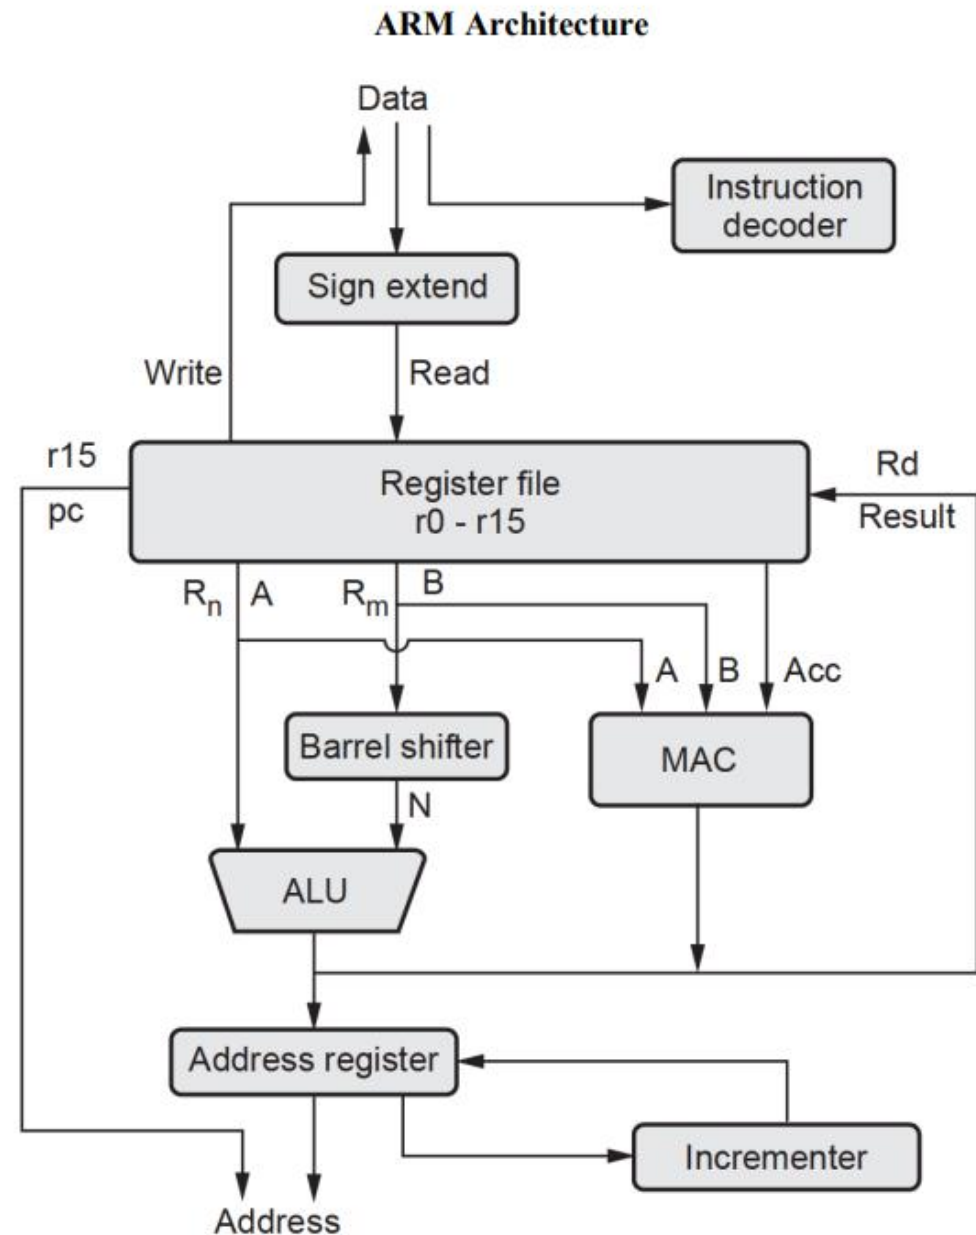 ARM Architecture
Data
Instruction
decoder
Sign extend
Write
Read
r15
pc
Register file
r0 - r15
Rd
Result
Rn
A
Rm
B
A
B
Acc
Barrel shifter
MAC
N
ALU
Address register
Incrementer
Address